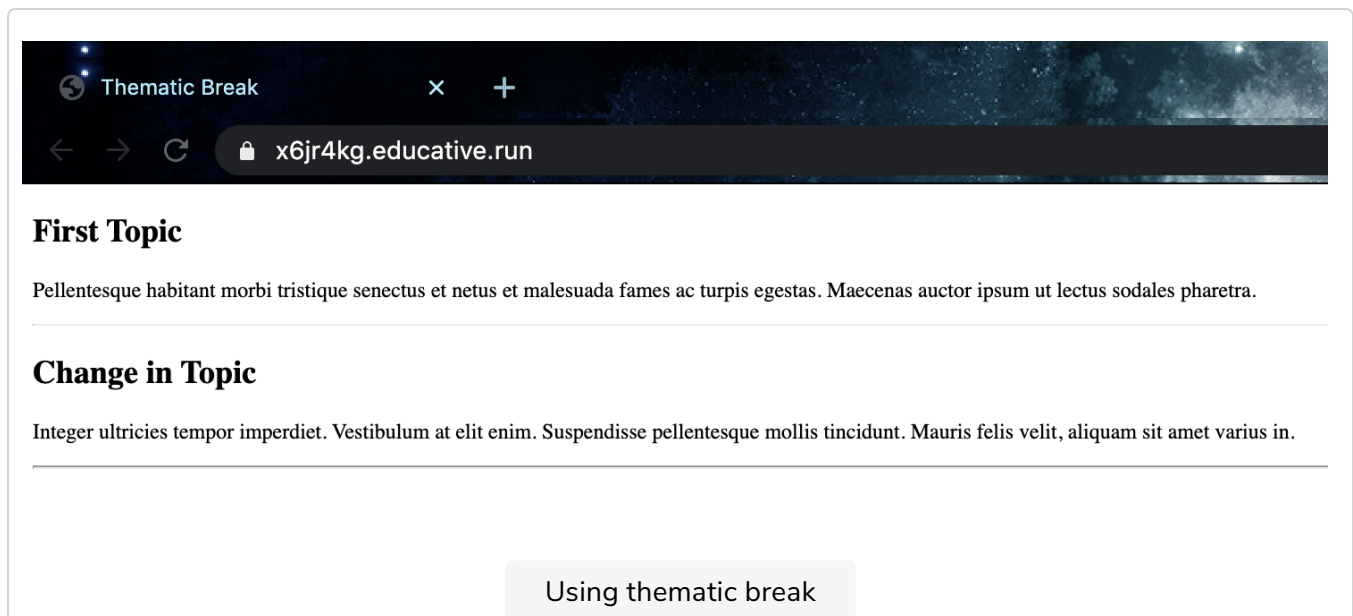 Thematic Break
x6jr4kg.educative.run
First Topic
Pellentesque habitant morbi tristique senectus et netus et malesuada fames ac turpis egestas. Maecenas auctor ipsum ut lectus sodales pharetra.
Change in Topic
Integer ultricies tempor imperdiet. Vestibulum at elit enim. Suspendisse pellentesque mollis tincidunt. Mauris felis velit, aliquam sit amet varius in.
Using thematic break